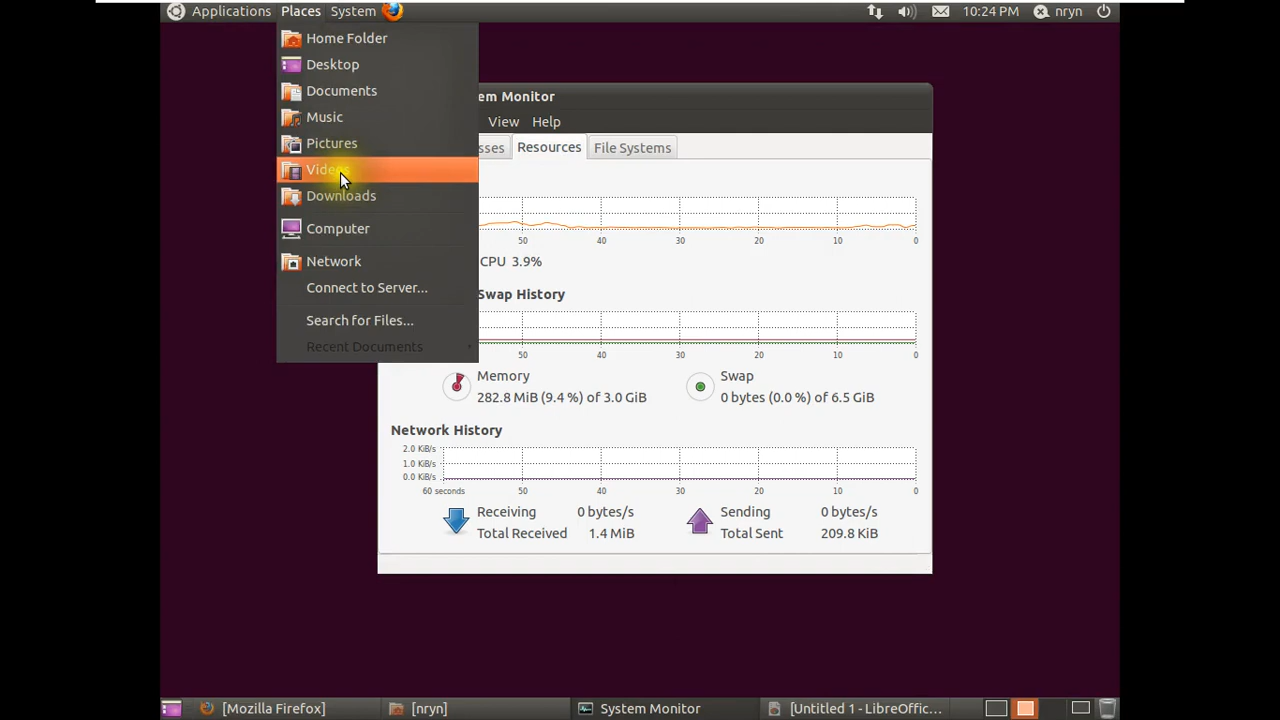 Applications Places System 10:24 PM nryn
Home Folder
Desktop
Documents
Music
Pictures
Videos
Downloads
Computer
Network
Connect to Server...
Search for Files...
Recent Documents
em Monitor
View Help
sses Resources File Systems
50 40 30 20 10 0
CPU 3.9%
Swap History
50 40 30 20 10 0
Memory
282.8 MiB (9.4 %) of 3.0 GiB
Swap
0 bytes (0.0 %) of 6.5 GiB
Network History
2.0 KiB/s
1.0 KiB/s
0.0 KiB/s
60 seconds 50 40 30 20 10 0
Receiving 0 bytes/s
Total Received 1.4 MiB
Sending 0 bytes/s
Total Sent 209.8 KiB
[Mozilla Firefox] [nryn] System Monitor [Untitled 1 - LibreOffic...